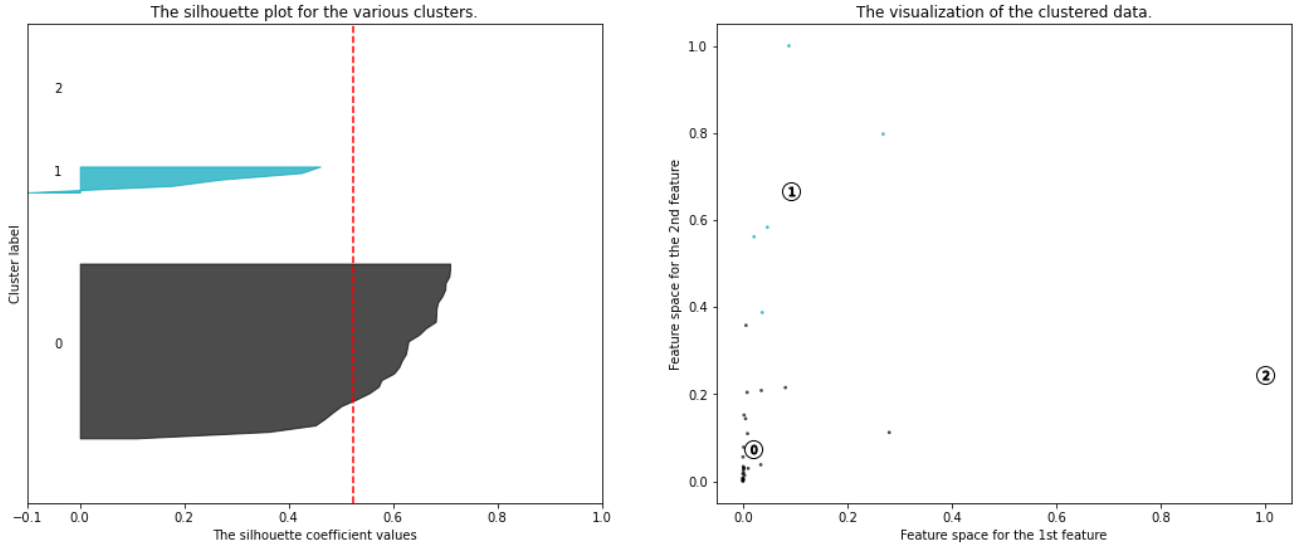 The silhouette plot for the various clusters.
Cluster label
2
1
0
−0.1 0.0 0.2 0.4 0.6 0.8 1.0
The silhouette coefficient values
The visualization of the clustered data.
Feature space for the 2nd feature
1.0
0.8
0.6
0.4
0.2
0.0
1
2
0
0.0 0.2 0.4 0.6 0.8 1.0
Feature space for the 1st feature